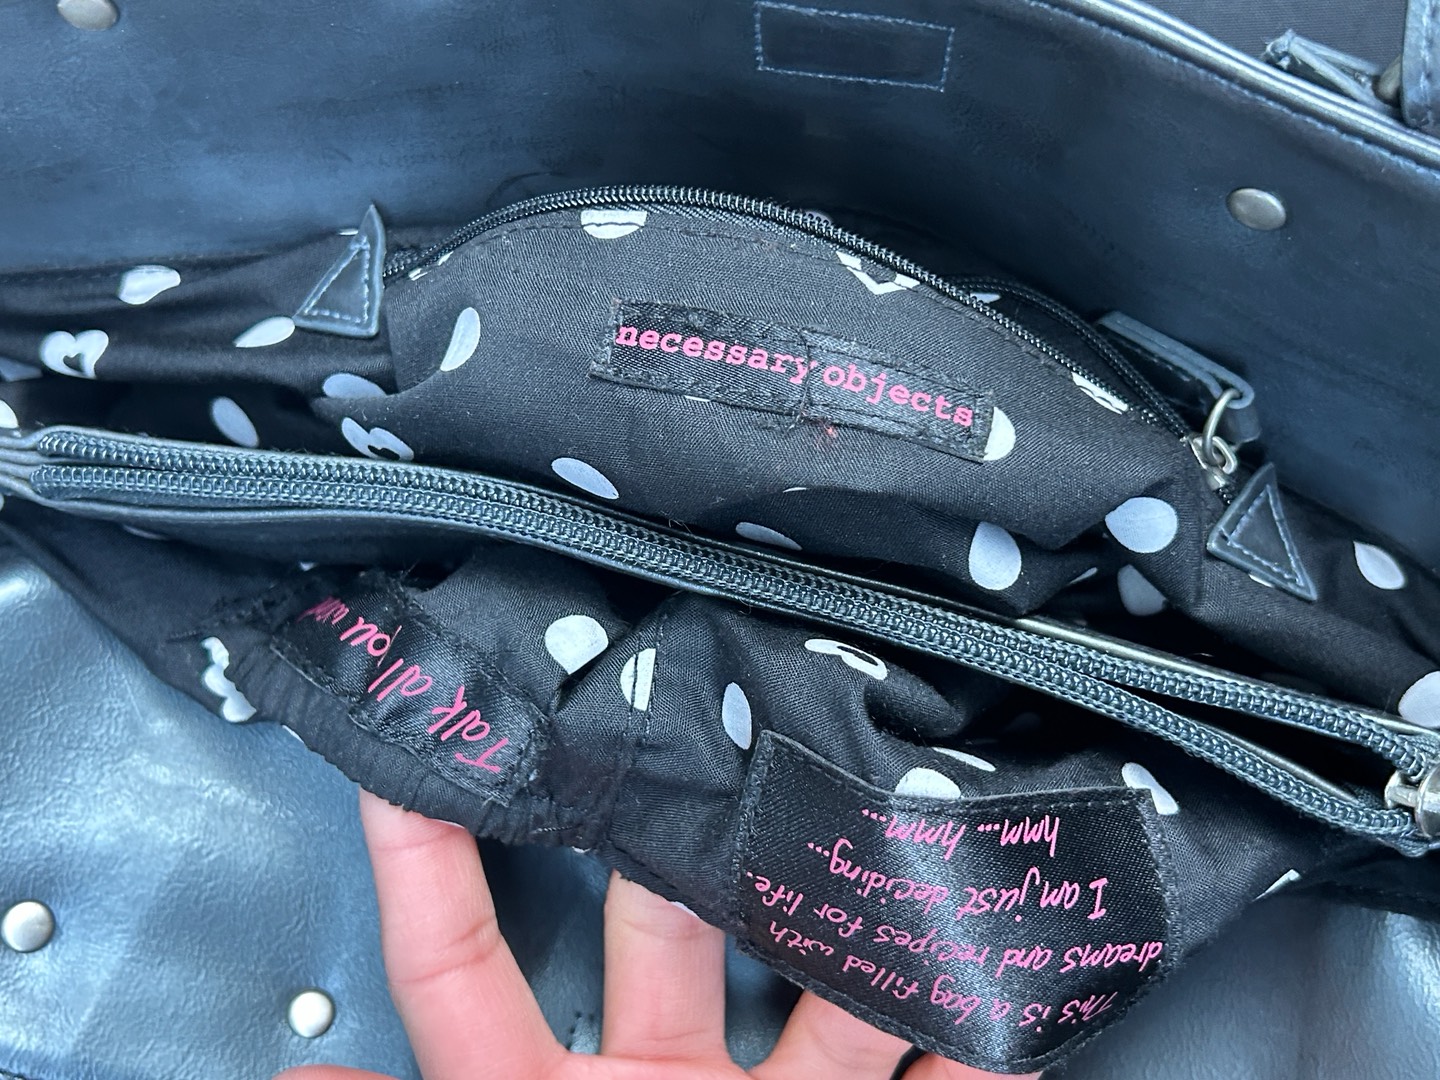 necessary objects
Talk all you
This is a bag filled with
dreams and recipes for life.
I am just deciding...
hmm... hmm...